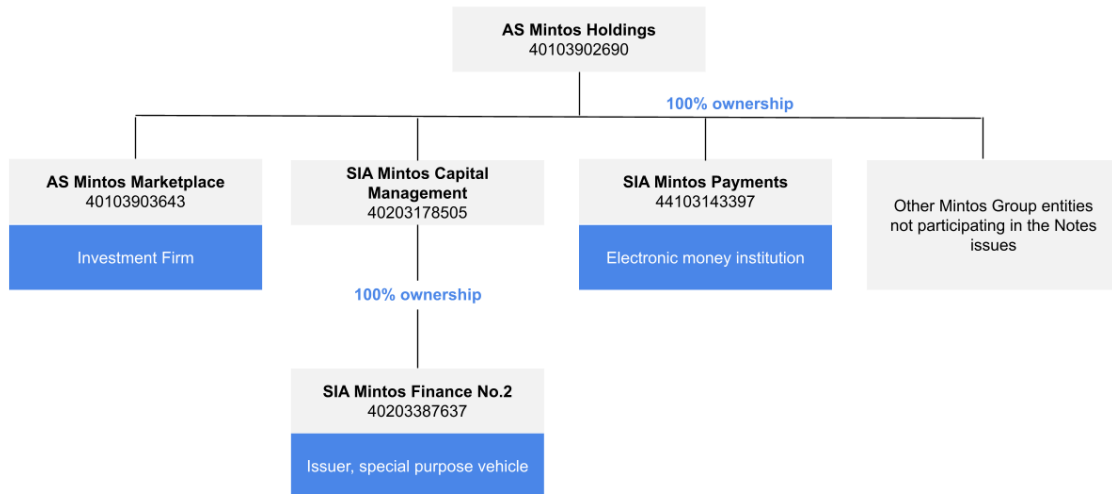 AS Mintos Holdings
40103902690
100% ownership
AS Mintos Marketplace
40103903643
Investment Firm
SIA Mintos Capital
Management
40203178505
SIA Mintos Payments
44103143397
Electronic money institution
Other Mintos Group entities
not participating in the Notes
issues
100% ownership
SIA Mintos Finance No.2
40203387637
Issuer, special purpose vehicle